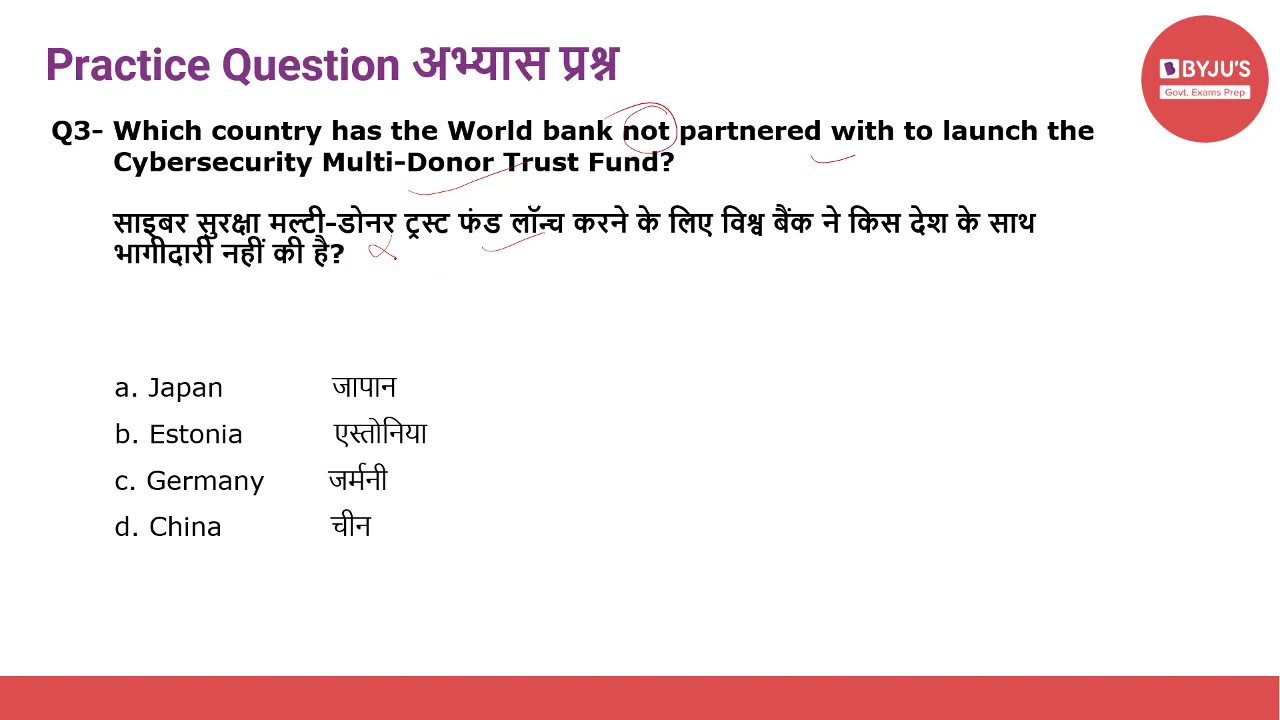 Practice Question अभ्यास प्रश्न
BYJU'S
Govt. Exams Prep
Q3- Which country has the World bank not partnered with to launch the
Cybersecurity Multi-Donor Trust Fund?
साइबर सुरक्षा मल्टी-डोनर ट्रस्ट फंड लॉन्च करने के लिए विश्व बैंक ने किस देश के साथ
भागीदारी नहीं की है?
a. Japan जापान
b. Estonia एस्तोनिया
c. Germany जर्मनी
d. China चीन